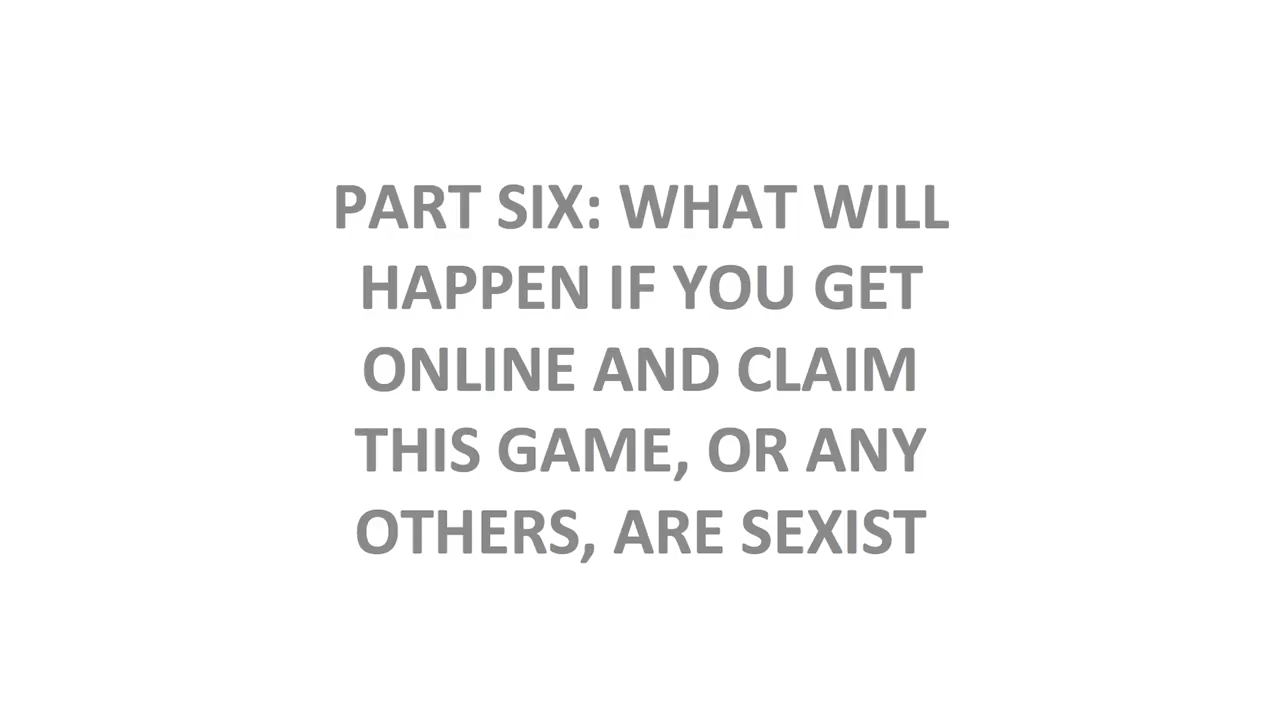 PART SIX: WHAT WILL
HAPPEN IF YOU GET
ONLINE AND CLAIM
THIS GAME, OR ANY
OTHERS, ARE SEXIST